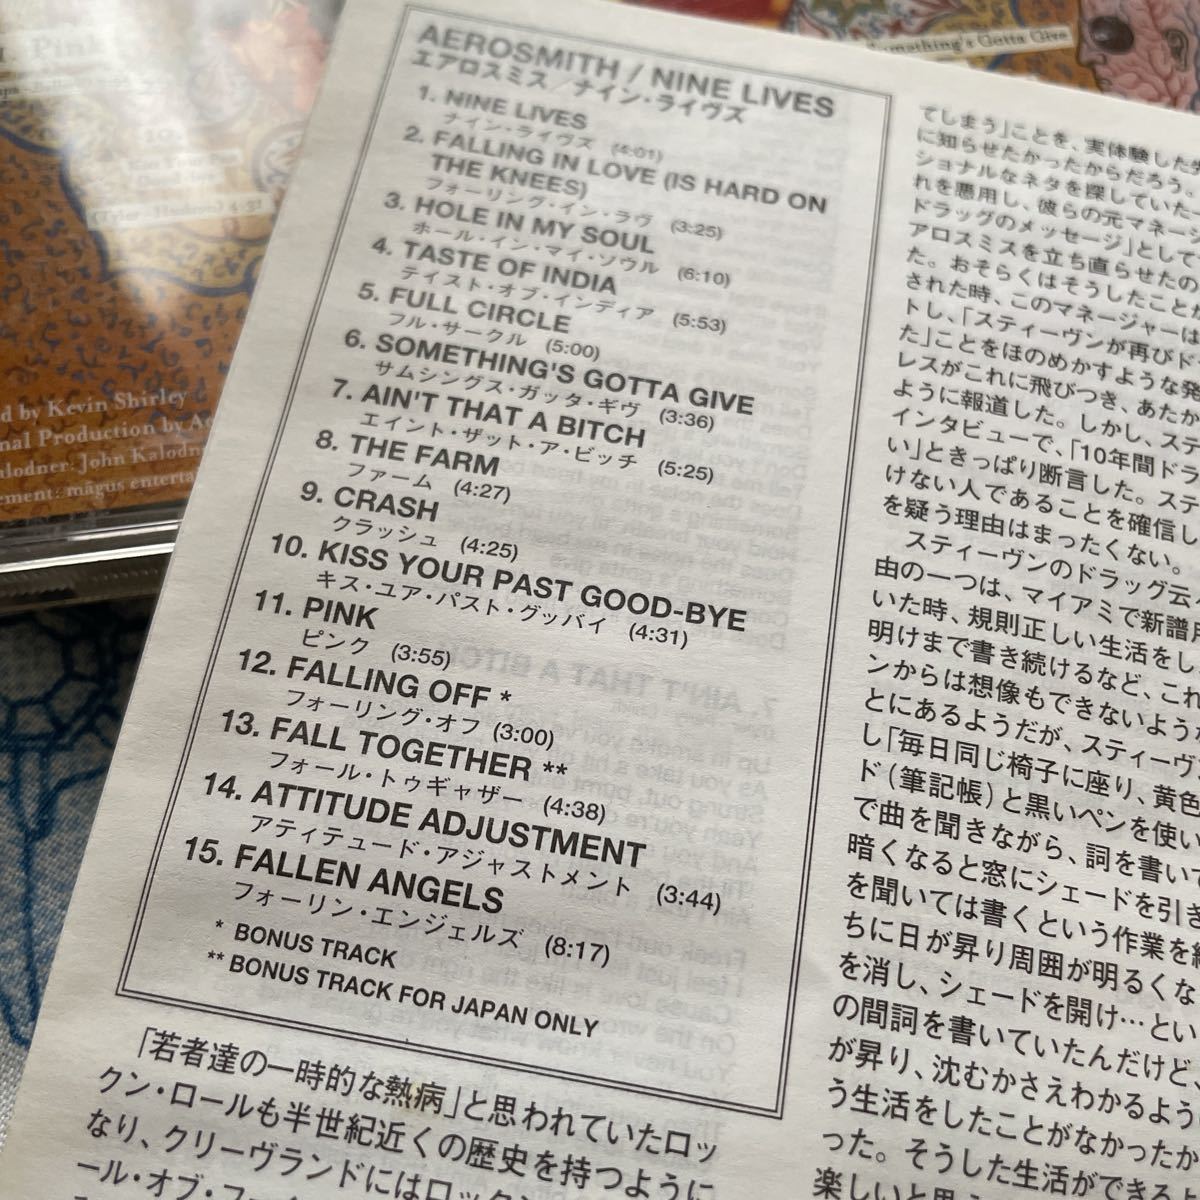 AEROSMITH / NINE LIVES
エアロスミス／ナイン・ライヴズ
1. NINE LIVES
ナイン・ライヴズ (4:01)
2. FALLING IN LOVE (IS HARD ON
THE KNEES)
フォーリング・イン・ラヴ (3:25)
3. HOLE IN MY SOUL
ホール・イン・マイ・ソウル (6:10)
4. TASTE OF INDIA
テイスト・オブ・インディア (5:53)
5. FULL CIRCLE
フル・サークル (5:00)
6. SOMETHING'S GOTTA GIVE
サムシングス・ガッタ・ギヴ (3:36)
7. AIN'T THAT A BITCH
エイント・ザット・ア・ビッチ (5:25)
8. THE FARM
ファーム (4:27)
9. CRASH
クラッシュ (4:25)
10. KISS YOUR PAST GOOD-BYE
キス・ユア・パスト・グッバイ (4:31)
11. PINK
ピンク (3:55)
12. FALLING OFF *
フォーリング・オフ (3:00)
13. FALL TOGETHER **
フォール・トゥギャザー (4:38)
14. ATTITUDE ADJUSTMENT
アティテュード・アジャストメント (3:44)
15. FALLEN ANGELS
フォーリン・エンジェルズ (8:17)
* BONUS TRACK
** BONUS TRACK FOR JAPAN ONLY
「若者達の一時的な熱病」と思われていたロッ
クン・ロールも半世紀近くの歴史を持つように
なり、クリーヴランドにはロックン
ール・オブ・フェ
てしまう」ことを、実体験した
に知らせたかったからだろう。
ショナルなネタを探していた、
れを悪用し、彼らの元マネージ
ドラッグのメッセージ」として
アロスミスを立ち直らせたの
た。おそらくはそうしたことが
された時、このマネージャーは
トし、「スティーヴンが再びド
た」ことをほのめかすような発
レスがこれに飛びつき、あたか
ように報道した。しかし、ステ
インタビューで、「10年間ドラ
い」ときっぱり断言した。ステ
けない人であることを確信し
を疑う理由はまったくない。
スティーヴンのドラッグ云々
由の一つは、マイアミで新譜用
いた時、規則正しい生活をし
明けまで書き続けるなど、これ
ンからは想像もできないような
とにあるようだが、スティーヴ
し「毎日同じ椅子に座り、黄色
ド（筆記帳）と黒いペンを使い
で曲を聞きながら、詞を書いて
暗くなると窓にシェードを引き
を聞いては書くという作業を続
ちに日が昇り周囲が明るくな
を消し、シェードを開け…とい
の間詞を書いていたんだけど、
が昇り、沈むかさえわかるよう
う生活をしたことがなかったか
った。そうした生活ができると
楽しいと思
Pink
Something's Gotta Give
d by Kevin Shirley
nal Production by Ae
alodner: John Kalodn
ement: māgus enterta